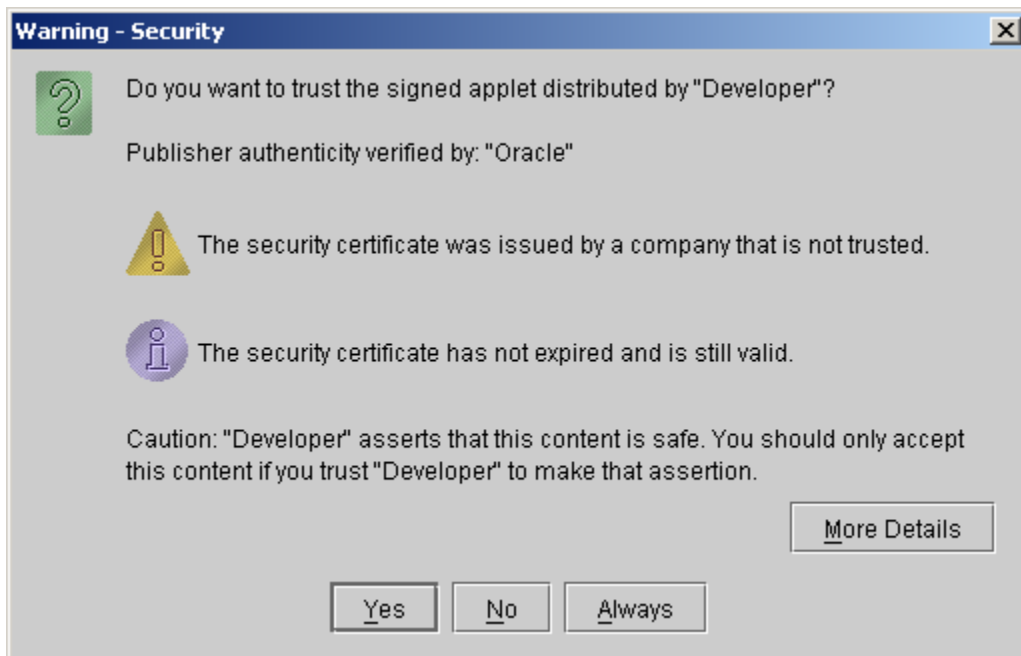 Warning - Security
Do you want to trust the signed applet distributed by "Developer"?
Publisher authenticity verified by: "Oracle"
The security certificate was issued by a company that is not trusted.
The security certificate has not expired and is still valid.
Caution: "Developer" asserts that this content is safe. You should only accept
this content if you trust "Developer" to make that assertion.
More Details
Yes No Always